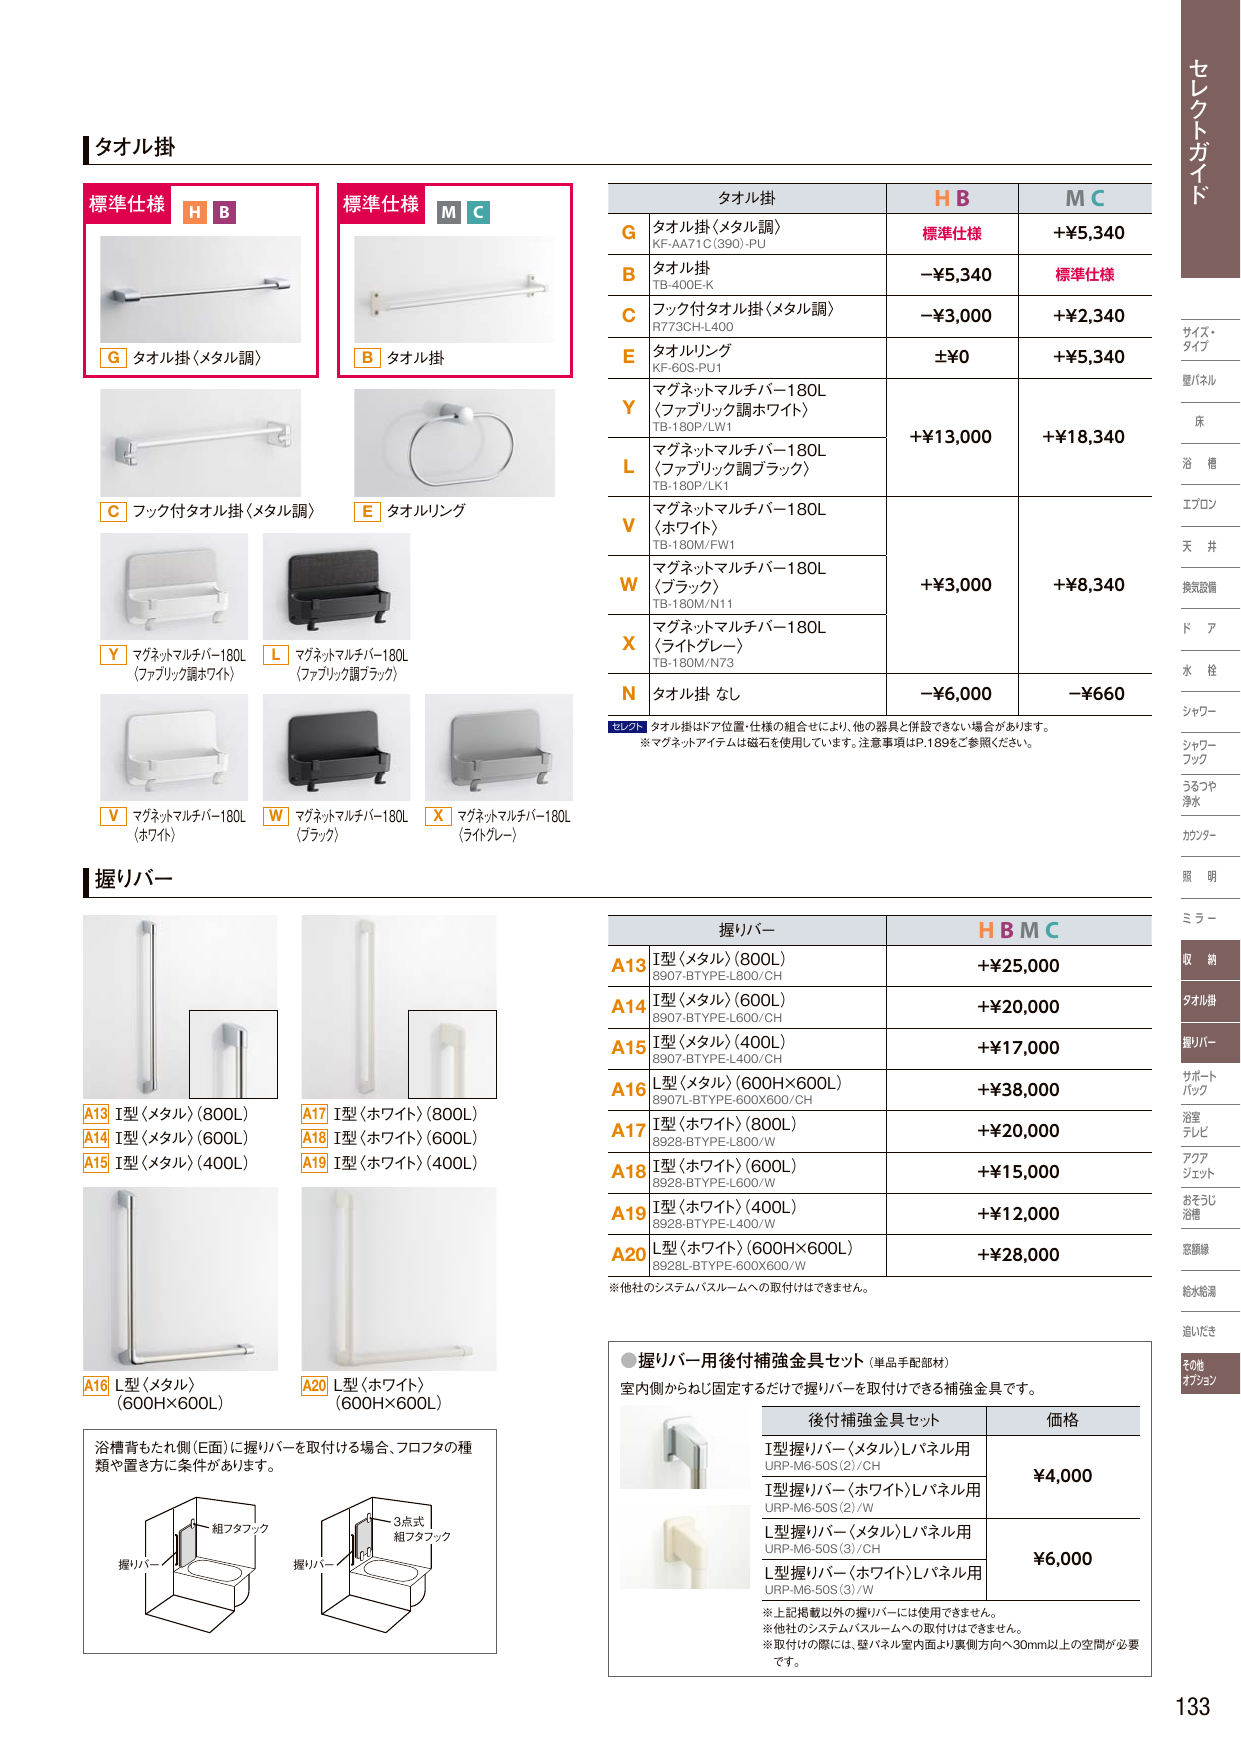 セレクトガイド
タオル掛
標準仕様 H B
G タオル掛〈メタル調〉
標準仕様 M C
B タオル掛
C フック付タオル掛〈メタル調〉
E タオルリング
Y マグネットマルチバー180L
〈ファブリック調ホワイト〉
L マグネットマルチバー180L
〈ファブリック調ブラック〉
V マグネットマルチバー180L
〈ホワイト〉
W マグネットマルチバー180L
〈ブラック〉
X マグネットマルチバー180L
〈ライトグレー〉
タオル掛 H B M C
G タオル掛〈メタル調〉 標準仕様 +¥5,340
KF-AA71C(390)-PU
B タオル掛 −¥5,340 標準仕様
TB-400E-K
C フック付タオル掛〈メタル調〉 −¥3,000 +¥2,340
R773CH-L400
E タオルリング ±¥0 +¥5,340
KF-60S-PU1
Y マグネットマルチバー180L
〈ファブリック調ホワイト〉
TB-180P/LW1
+¥13,000 +¥18,340
L マグネットマルチバー180L
〈ファブリック調ブラック〉
TB-180P/LK1
V マグネットマルチバー180L
〈ホワイト〉
TB-180M/FW1
W マグネットマルチバー180L
〈ブラック〉
TB-180M/N11
+¥3,000 +¥8,340
X マグネットマルチバー180L
〈ライトグレー〉
TB-180M/N73
N タオル掛 なし −¥6,000 −¥660
セレクト タオル掛はドア位置・仕様の組合せにより、他の器具と併設できない場合があります。
※マグネットアイテムは磁石を使用しています。注意事項はP.189をご参照ください。
握りバー
A13 I型〈メタル〉(800L)
A14 I型〈メタル〉(600L)
A15 I型〈メタル〉(400L)
A17 I型〈ホワイト〉(800L)
A18 I型〈ホワイト〉(600L)
A19 I型〈ホワイト〉(400L)
A16 L型〈メタル〉
(600H×600L)
A20 L型〈ホワイト〉
(600H×600L)
浴槽背もたれ側(E面)に握りバーを取付ける場合、フロフタの種
類や置き方に条件があります。
組フタフック
握りバー
3点式
組フタフック
握りバー
握りバー H B M C
A13 I型〈メタル〉(800L) +¥25,000
8907-BTYPE-L800/CH
A14 I型〈メタル〉(600L) +¥20,000
8907-BTYPE-L600/CH
A15 I型〈メタル〉(400L) +¥17,000
8907-BTYPE-L400/CH
A16 L型〈メタル〉(600H×600L) +¥38,000
8907L-BTYPE-600X600/CH
A17 I型〈ホワイト〉(800L) +¥20,000
8928-BTYPE-L800/W
A18 I型〈ホワイト〉(600L) +¥15,000
8928-BTYPE-L600/W
A19 I型〈ホワイト〉(400L) +¥12,000
8928-BTYPE-L400/W
A20 L型〈ホワイト〉(600H×600L) +¥28,000
8928L-BTYPE-600X600/W
※他社のシステムバスルームへの取付けはできません。
●握りバー用後付補強金具セット(単品手配部材)
室内側からねじ固定するだけで握りバーを取付けできる補強金具です。
後付補強金具セット 価格
I型握りバー〈メタル〉Lパネル用
URP-M6-50S(2)/CH
¥4,000
I型握りバー〈ホワイト〉Lパネル用
URP-M6-50S(2)/W
L型握りバー〈メタル〉Lパネル用
URP-M6-50S(3)/CH
¥6,000
L型握りバー〈ホワイト〉Lパネル用
URP-M6-50S(3)/W
※上記掲載以外の握りバーには使用できません。
※他社のシステムバスルームへの取付けはできません。
※取付けの際には、壁パネル室内面より裏側方向へ30mm以上の空間が必要
です。
サイズ・
タイプ
壁パネル
床
浴 槽
エプロン
天 井
換気設備
ド ア
水 栓
シャワー
シャワー
フック
うるつや
浄水
カウンター
照 明
ミラー
収 納
タオル掛
握りバー
サポート
パック
浴室
テレビ
アクア
ジェット
おそうじ
浴槽
窓額縁
給水給湯
追いだき
その他
オプション
133